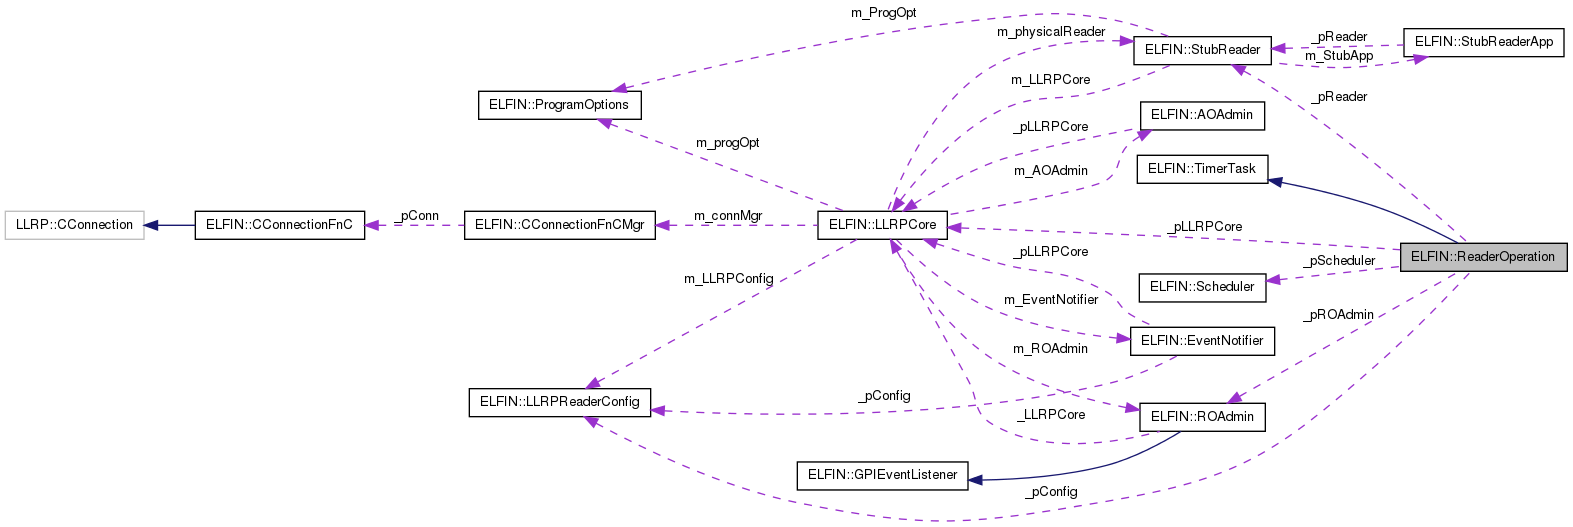 m_ProgOpt
m_physicalReader
ELFIN::StubReader
_pReader
ELFIN::StubReaderApp
m_StubApp
m_LLRPCore
_pReader
ELFIN::ProgramOptions
ELFIN::AOAdmin
_pLLRPCore
m_progOpt
m_AOAdmin
ELFIN::TimerTask
LLRP::CConnection
ELFIN::CConnectionFnC
_pConn
ELFIN::CConnectionFnCMgr
m_connMgr
ELFIN::LLRPCore
_pLLRPCore
_pLLRPCore
ELFIN::ReaderOperation
_pScheduler
m_LLRPConfig
ELFIN::Scheduler
m_EventNotifier
_pROAdmin
ELFIN::EventNotifier
m_ROAdmin
ELFIN::LLRPReaderConfig
_pConfig
_LLRPCore
ELFIN::ROAdmin
ELFIN::GPIEventListener
_pConfig